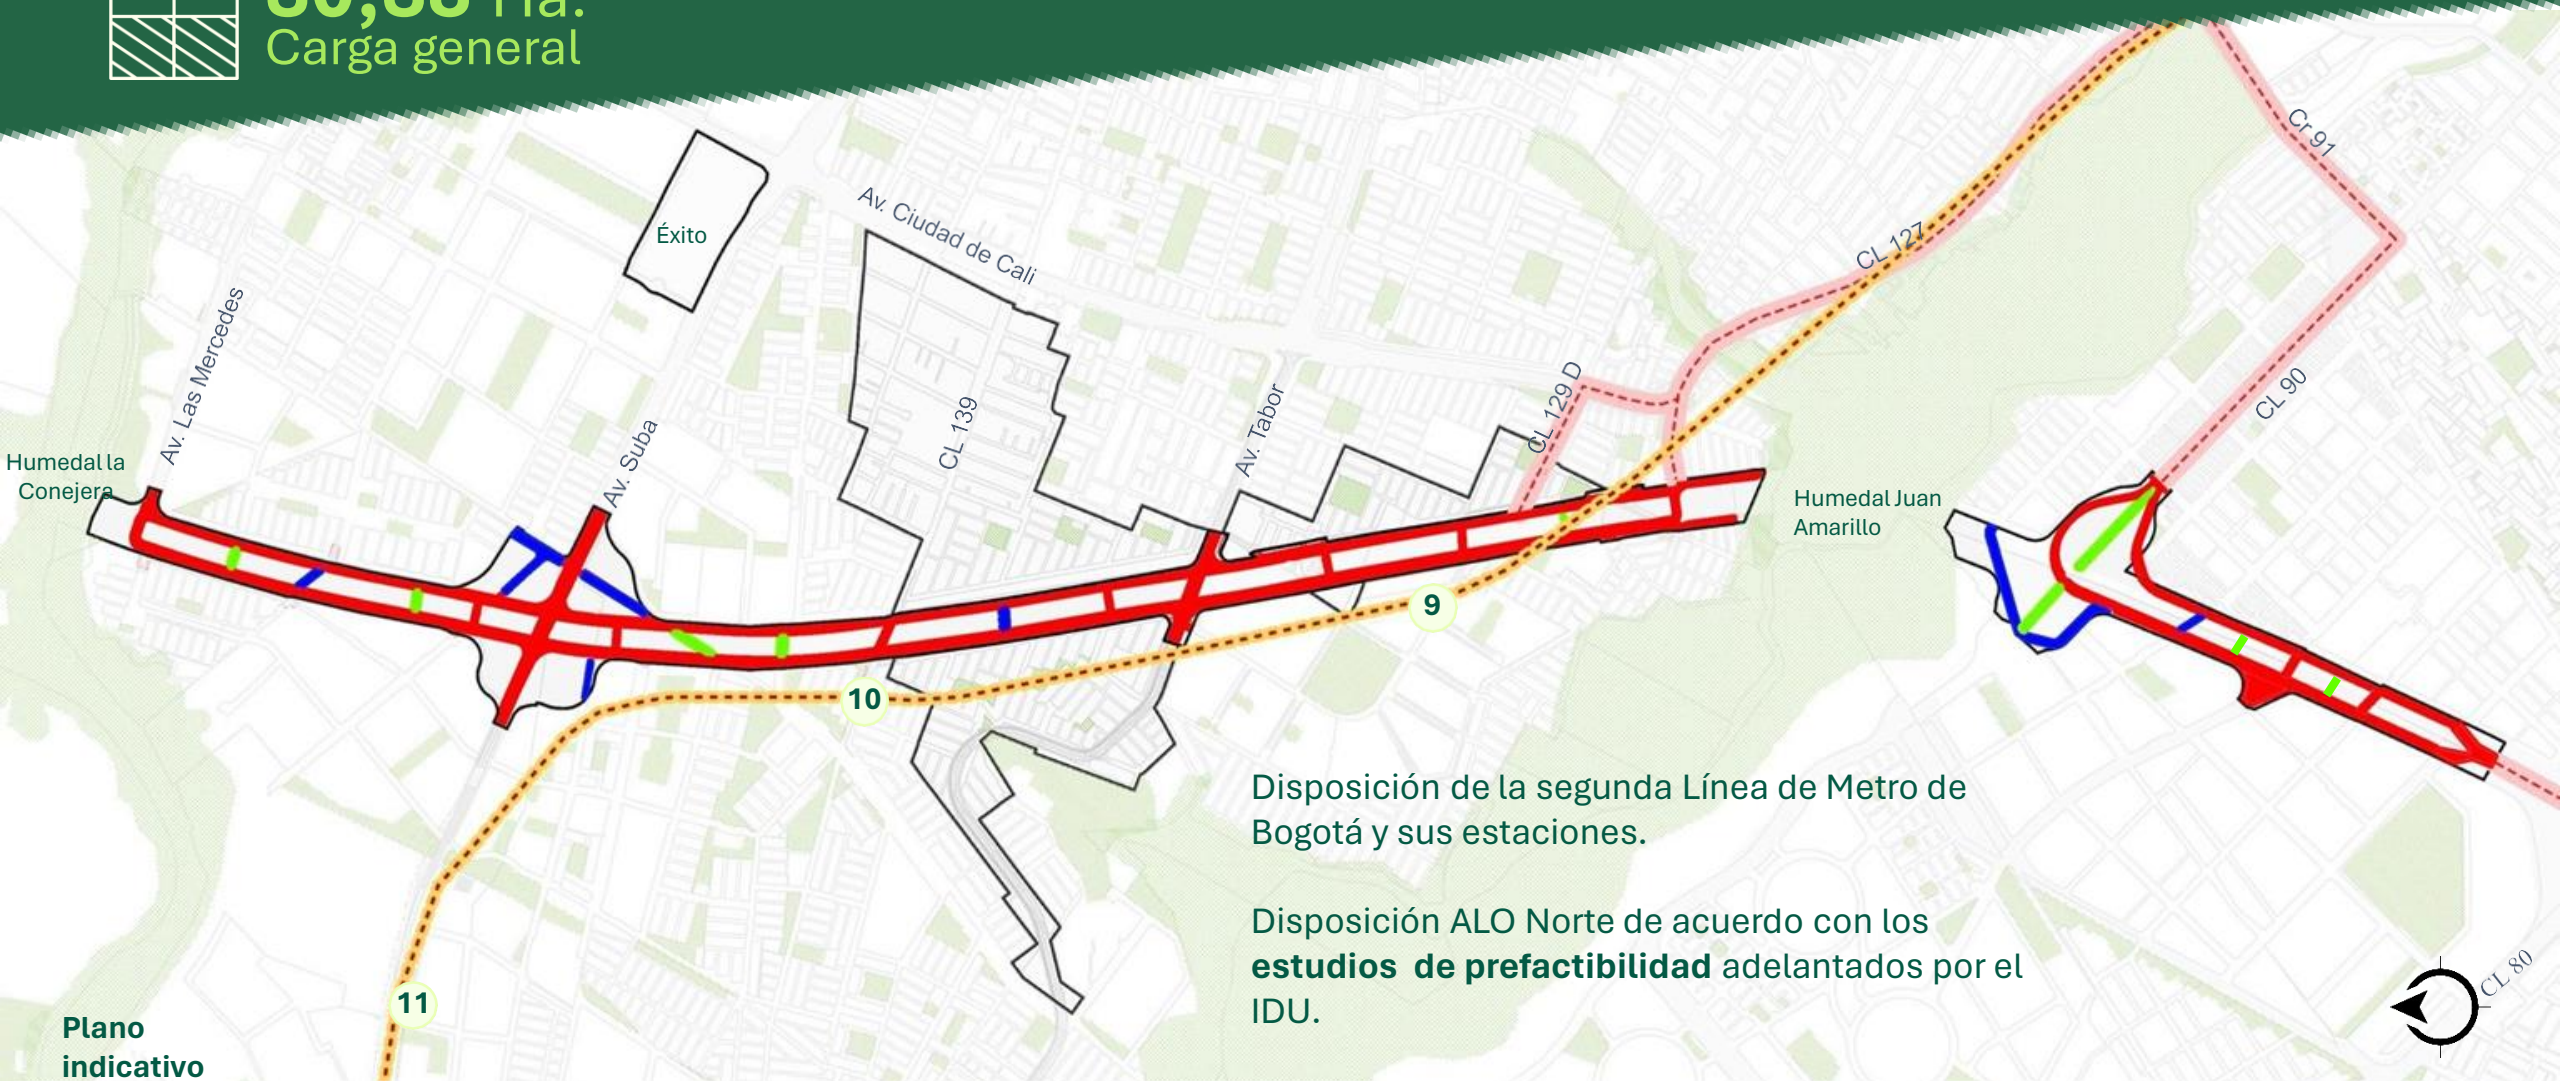 Ha.
Carga general
Cr 91
Av. Ciudad de Cali
Éxito
CL 127
Av. Las Mercedes
CL 129 D
CL 90
Av. Tabor
CL 139
Av. Suba
Humedal la
Conejera
Humedal Juan
Amarillo
9
10
11
Disposición de la segunda Línea de Metro de
Bogotá y sus estaciones.
Disposición ALO Norte de acuerdo con los
estudios de prefactibilidad adelantados por el
IDU.
CL 80
Plano
indicativo